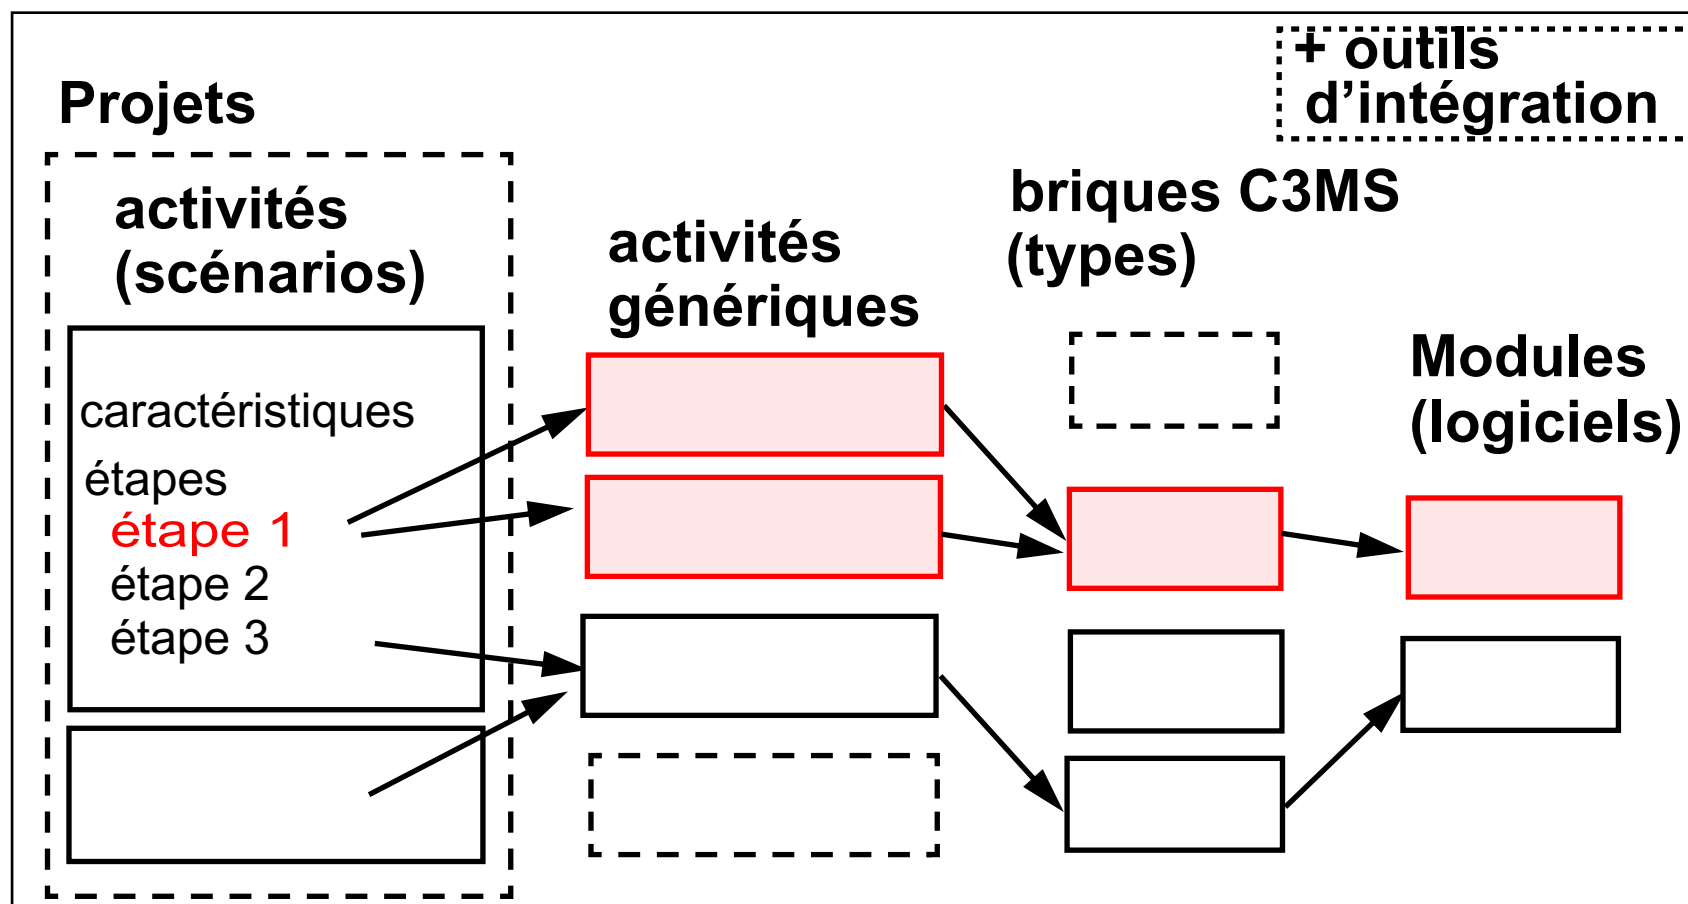 + outils
d’intégration
Projets
activités
(scénarios)
caractéristiques
étapes
étape 1
étape 2
étape 3
activités
génériques
briques C3MS
(types)
Modules
(logiciels)